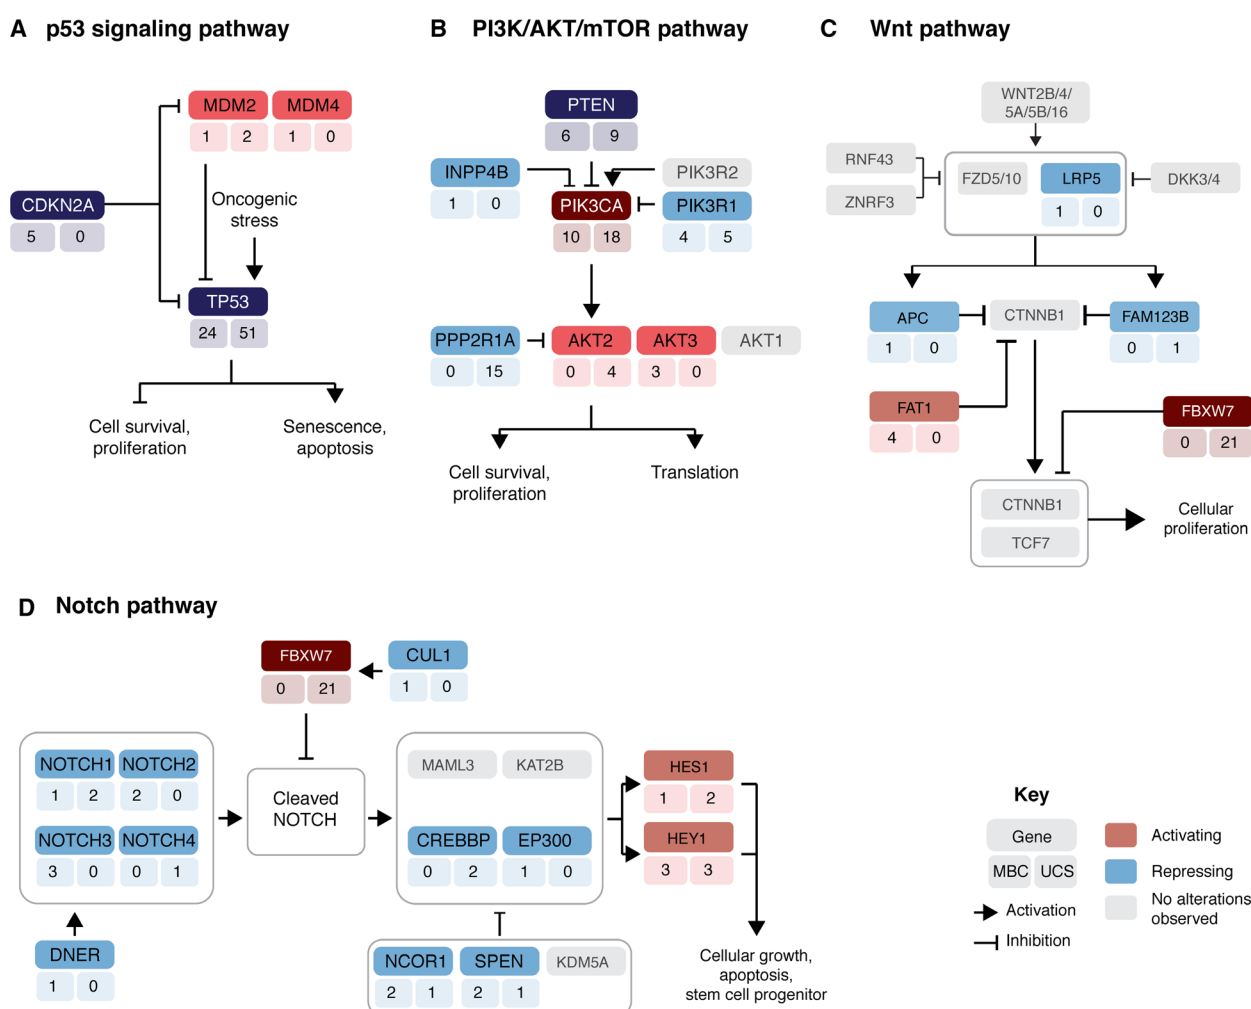 A p53 signaling pathway
MDM2 MDM4
1 2 1 0
CDKN2A
5 0
Oncogenic
stress
TP53
24 51
Cell survival,
proliferation
Senescence,
apoptosis
B PI3K/AKT/mTOR pathway
PTEN
6 9
INPP4B
1 0
PIK3R2
PIK3CA
10 18
PIK3R1
4 5
PPP2R1A
0 15
AKT2 AKT3 AKT1
0 4 3 0
Cell survival,
proliferation
Translation
C Wnt pathway
WNT2B/4/
5A/5B/16
RNF43
ZNRF3
FZD5/10
LRP5
1 0
DKK3/4
APC
1 0
CTNNB1
FAM123B
0 1
FAT1
4 0
FBXW7
0 21
CTNNB1
TCF7
Cellular
proliferation
D Notch pathway
FBXW7
0 21
CUL1
1 0
NOTCH1 NOTCH2
1 2 2 0
NOTCH3 NOTCH4
3 0 0 1
DNER
1 0
Cleaved
NOTCH
MAML3 KAT2B
CREBBP EP300
0 2 1 0
NCOR1 SPEN KDM5A
2 1 2 1
HES1
1 2
HEY1
3 3
Cellular growth,
apoptosis,
stem cell progenitor
Key
Gene
MBC UCS
Activation
Inhibition
Activating
Repressing
No alterations
observed